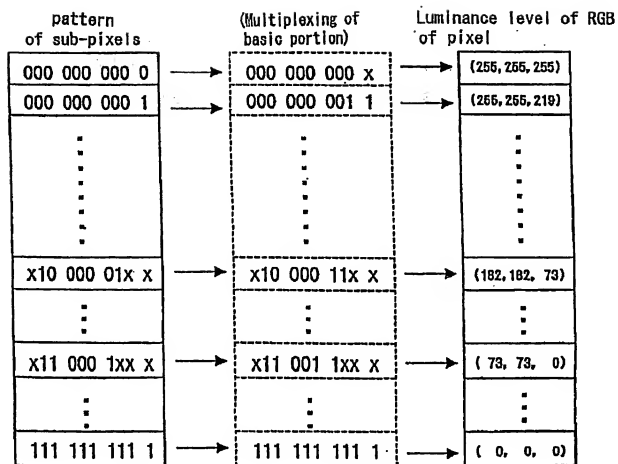 pattern
of sub-pixels
(Multiplexing of
basic portion)
Luminance level of RGB
of pixel
000 000 000 0
000 000 000 x
(255,255,255)
000 000 000 1
000 000 001 1
(255,255,219)
x10 000 01x x
x10 000 11x x
(182,182, 73)
x11 000 1xx x
x11 001 1xx x
( 73, 73, 0)
111 111 111 1
111 111 111 1
( 0, 0, 0)